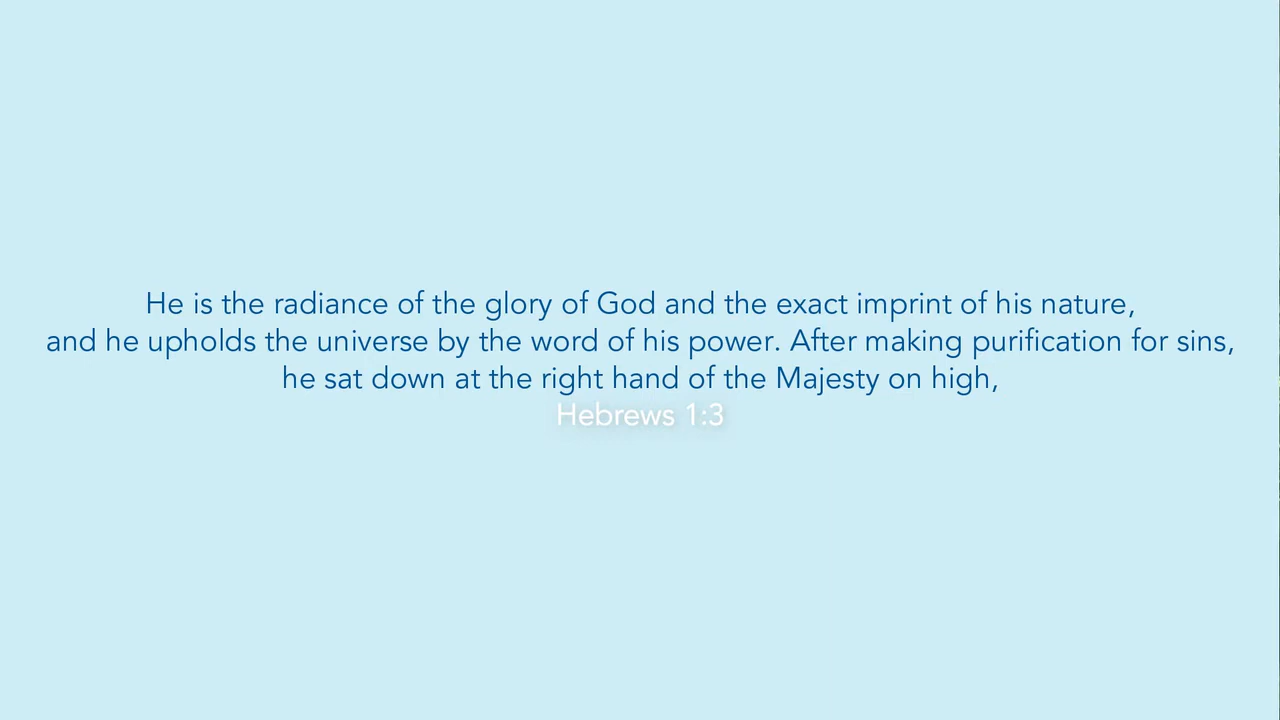 He is the radiance of the glory of God and the exact imprint of his nature,
and he upholds the universe by the word of his power. After making purification for sins,
he sat down at the right hand of the Majesty on high,
Hebrews 1:3